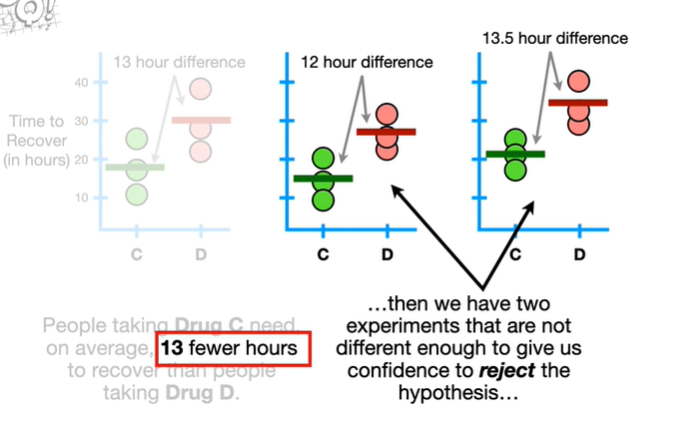 13.5 hour difference
13 hour difference
12 hour difference
40
30
20
10
Time to
Recover
(in hours)
C
D
C
D
C
D
People taking Drug C need,
on average, 13 fewer hours
to recover than people
taking Drug D.
...then we have two
experiments that are not
different enough to give us
confidence to reject the
hypothesis...